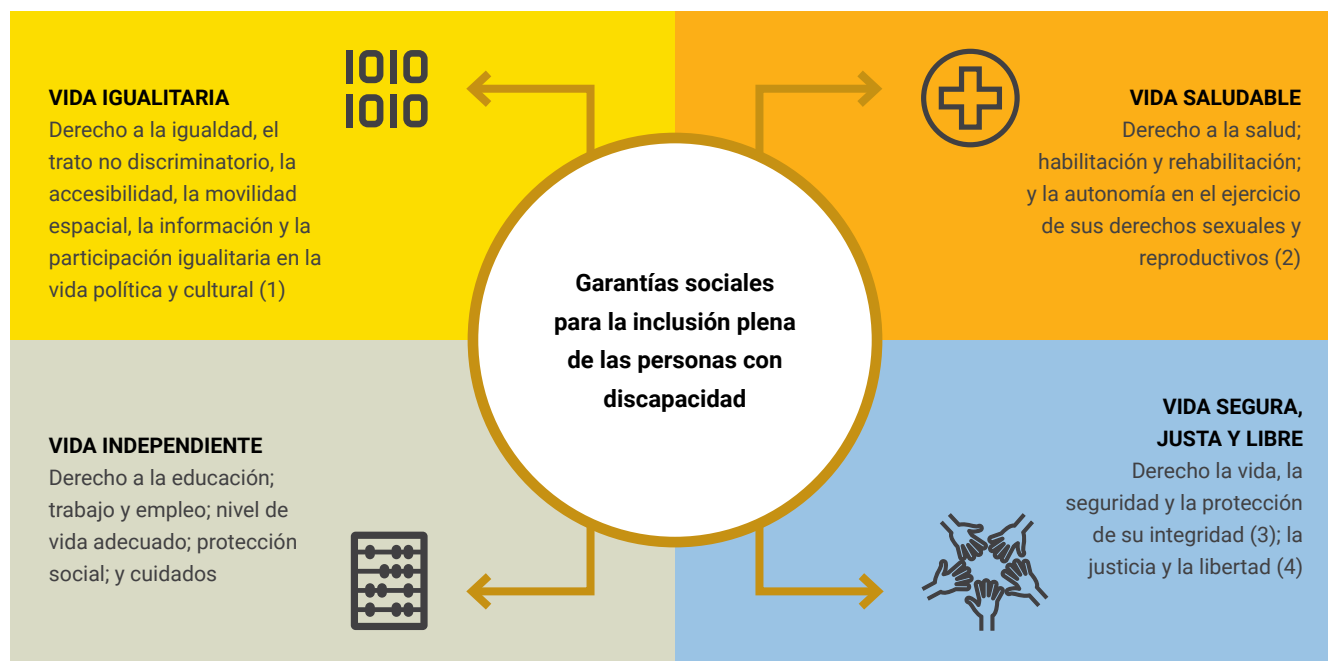 VIDA IGUALITARIA
Derecho a la igualdad, el
trato no discriminatorio, la
accesibilidad, la movilidad
espacial, la información y la
participación igualitaria en la
vida política y cultural (1)
IOIO
IOIO
VIDA SALUDABLE
Derecho a la salud;
habilitación y rehabilitación;
y la autonomía en el ejercicio
de sus derechos sexuales y
reproductivos (2)
Garantías sociales
para la inclusión plena
de las personas con
discapacidad
VIDA INDEPENDIENTE
Derecho a la educación;
trabajo y empleo; nivel de
vida adecuado; protección
social; y cuidados
VIDA SEGURA,
JUSTA Y LIBRE
Derecho la vida, la
seguridad y la protección
de su integridad (3); la
justicia y la libertad (4)